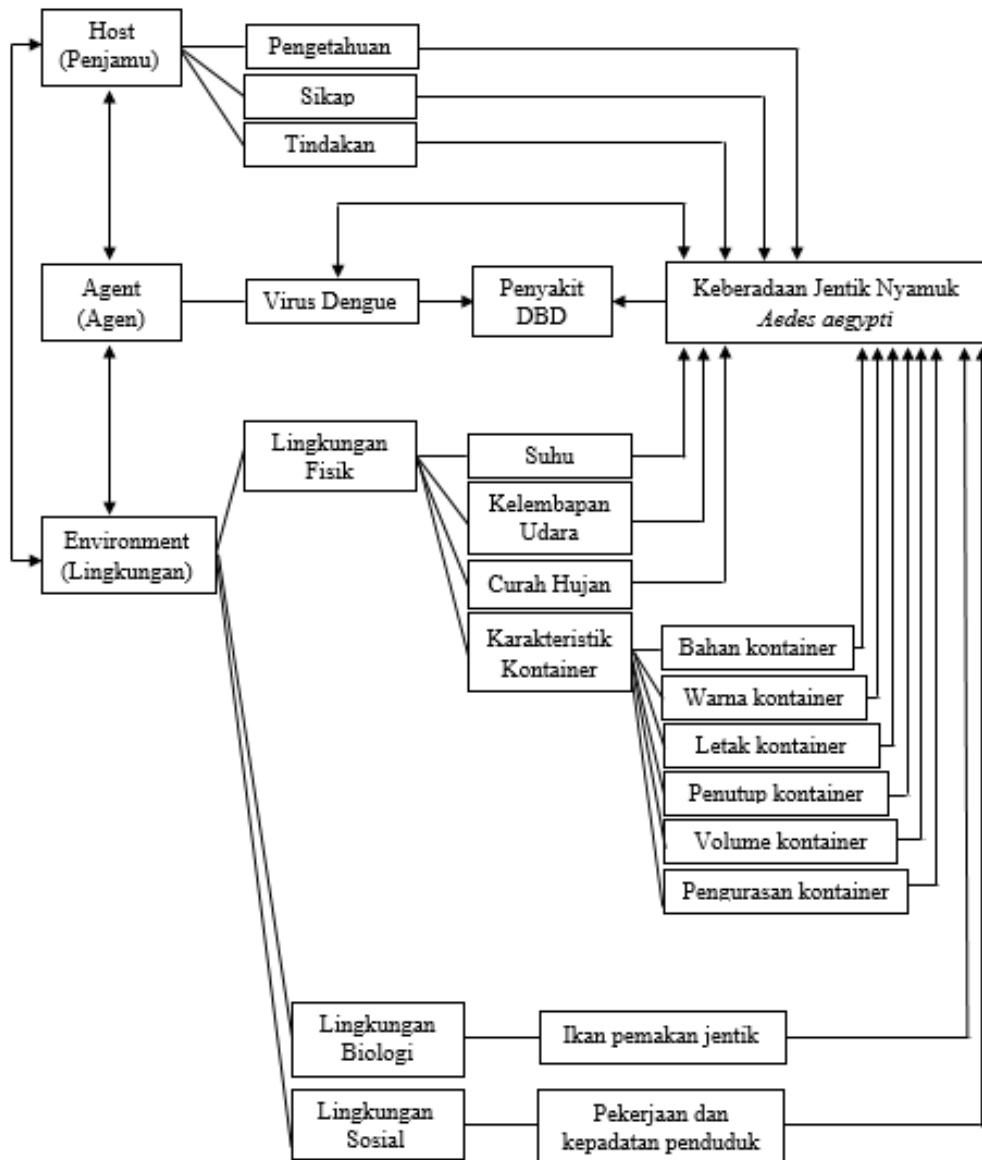 Host
(Penjamu)
Pengetahuan
Sikap
Tindakan
Agent
(Agen)
Virus Dengue
Penyakit
DBD
Keberadaan Jentik Nyamuk
Aedes aegypti
Lingkungan
Fisik
Suhu
Kelembapan
Udara
Environment
(Lingkungan)
Curah Hujan
Karakteristik
Kontainer
Bahan kontainer
Warna kontainer
Letak kontainer
Penutup kontainer
Volume kontainer
Pengurasan kontainer
Lingkungan
Biologi
Ikan pemakan jentik
Lingkungan
Sosial
Pekerjaan dan
kepadatan penduduk